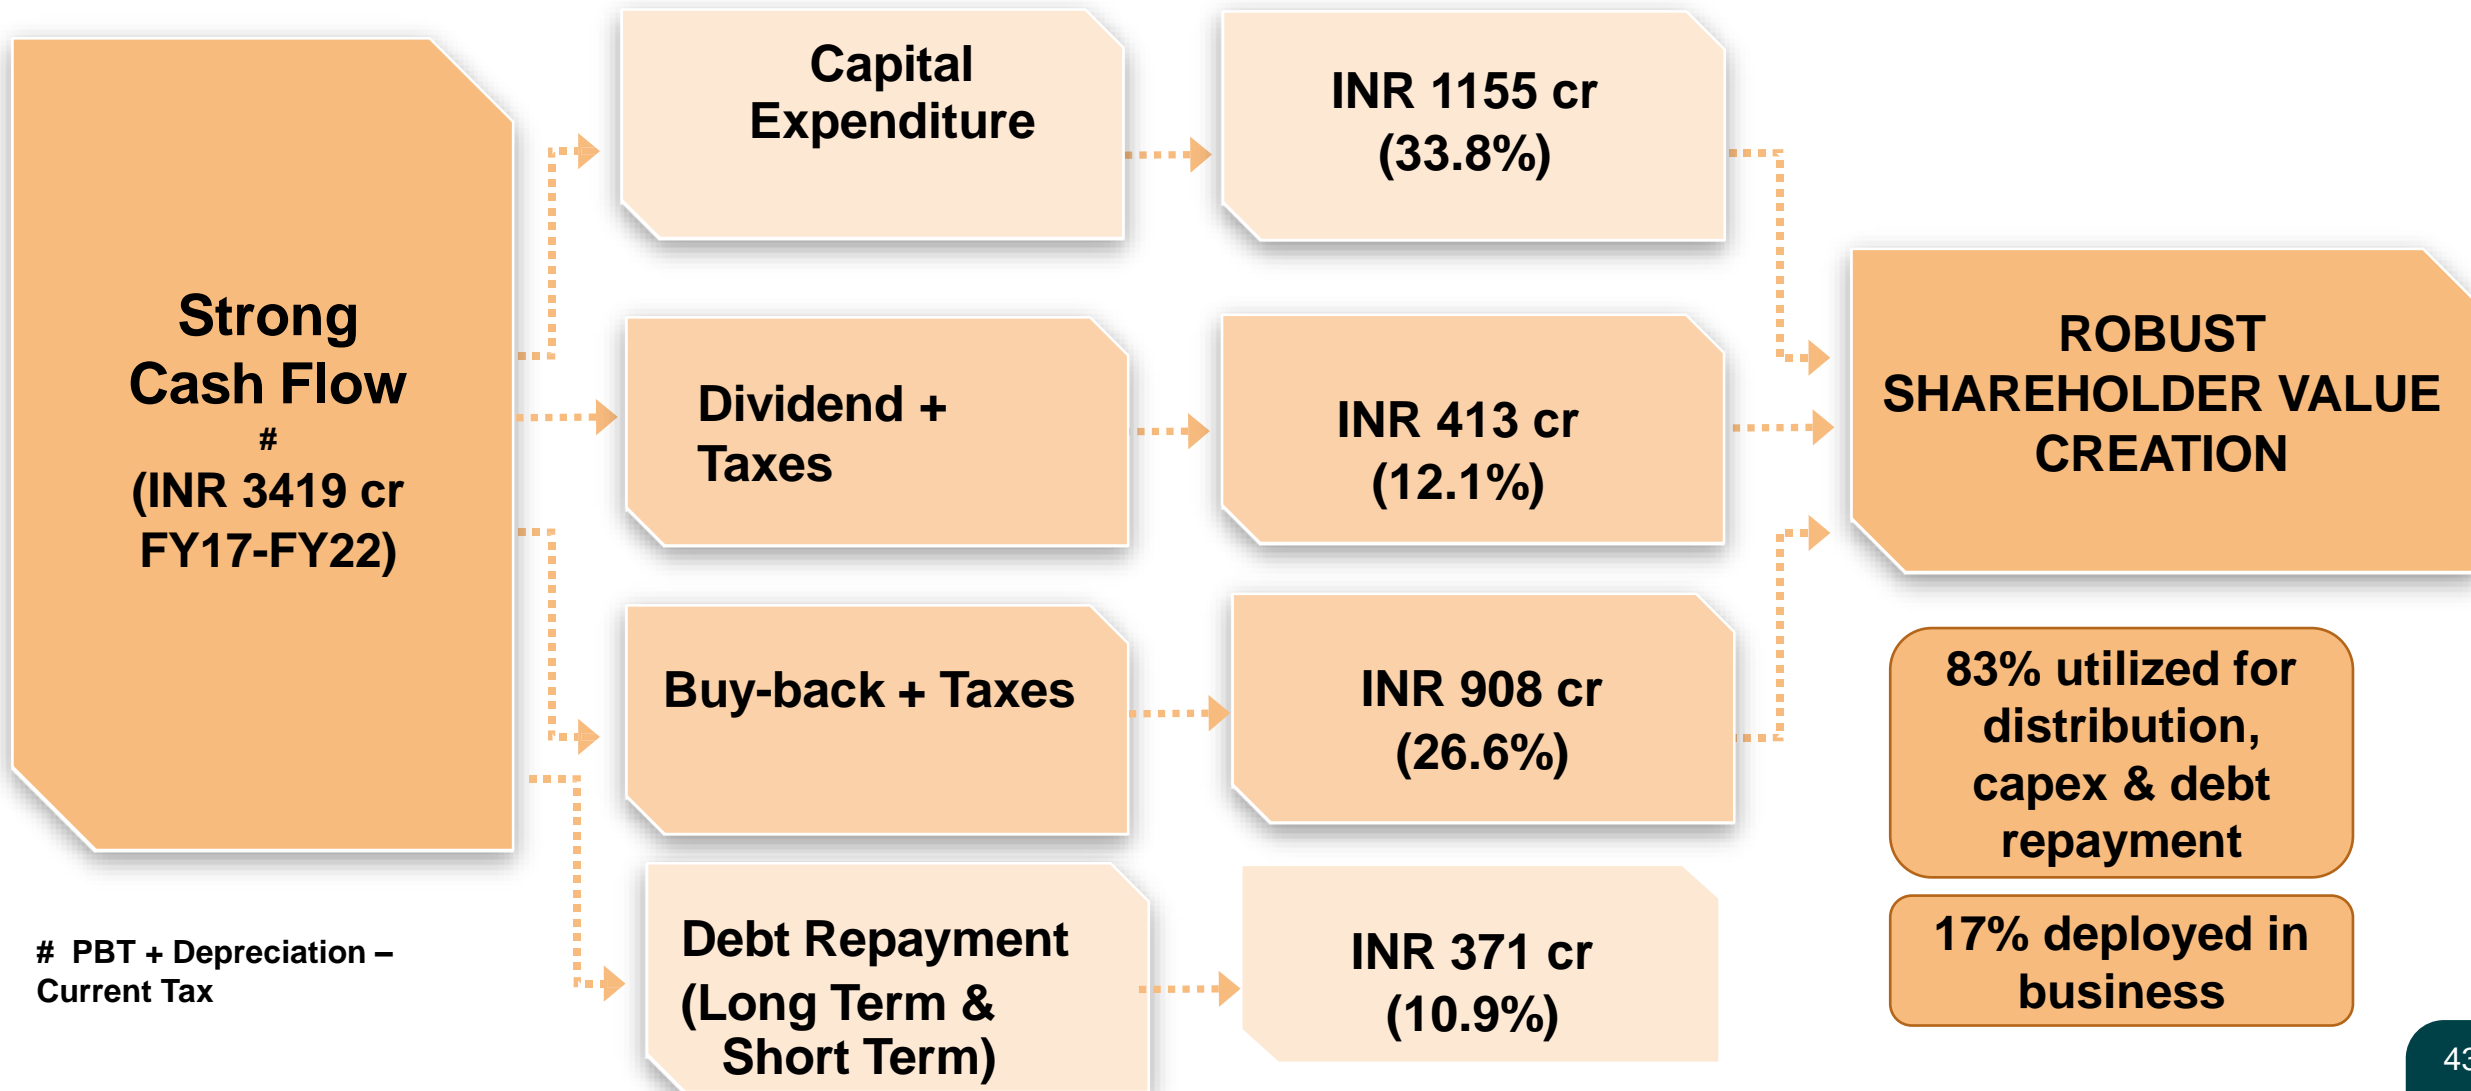 Strong
Cash Flow
#
(INR 3419 cr
FY17-FY22)
Capital
Expenditure
INR 1155 cr
(33.8%)
Dividend +
Taxes
INR 413 cr
(12.1%)
Buy-back + Taxes
INR 908 cr
(26.6%)
Debt Repayment
(Long Term &
Short Term)
INR 371 cr
(10.9%)
ROBUST
SHAREHOLDER VALUE
CREATION
83% utilized for
distribution,
capex & debt
repayment
17% deployed in
business
# PBT + Depreciation –
Current Tax
43